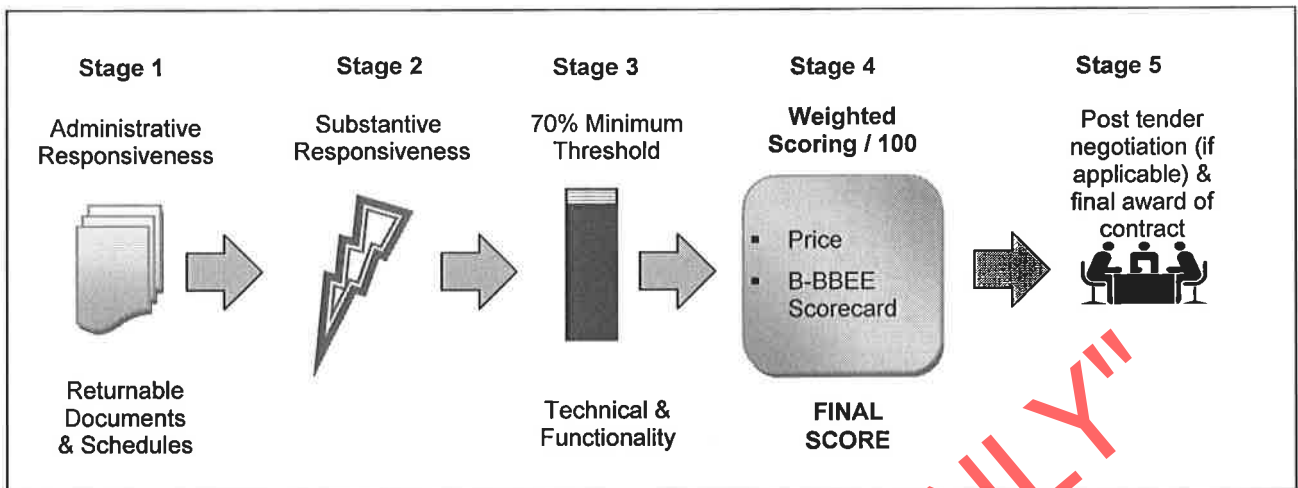 Stage 1
Administrative
Responsiveness
Returnable
Documents
& Schedules
Stage 2
Substantive
Responsiveness
Stage 3
70% Minimum
Threshold
Technical &
Functionality
Stage 4
Weighted
Scoring / 100
▪ Price
▪ B-BBEE
Scorecard
FINAL
SCORE
Stage 5
Post tender
negotiation (if
applicable) &
final award of
contract